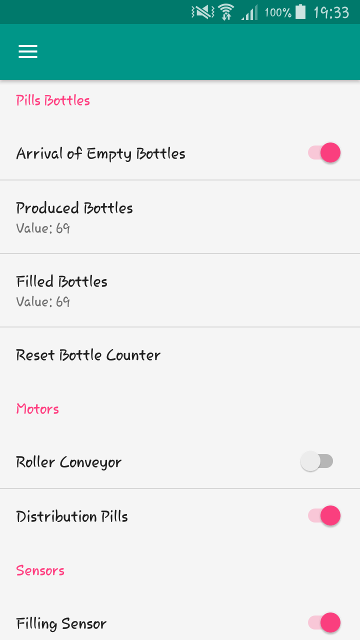 100% 19:33
Pills Bottles
Arrival of Empty Bottles
Produced Bottles
Value: 69
Filled Bottles
Value: 69
Reset Bottle Counter
Motors
Roller Conveyor
Distribution Pills
Sensors
Filling Sensor